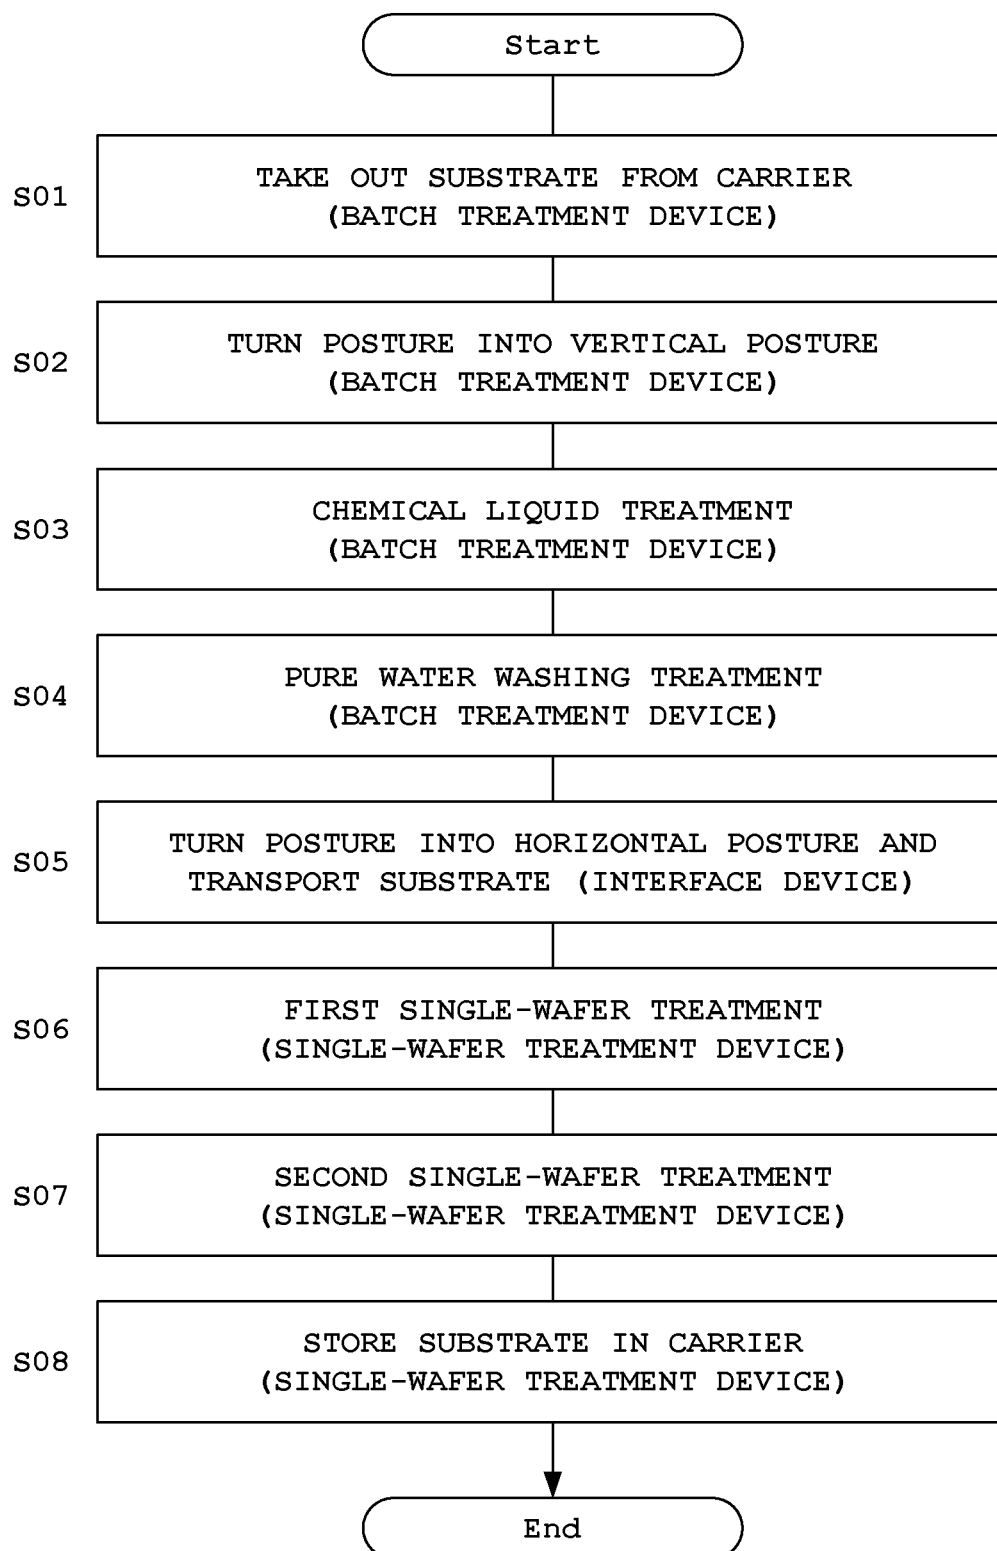 Start
S01
TAKE OUT SUBSTRATE FROM CARRIER
(BATCH TREATMENT DEVICE)
S02
TURN POSTURE INTO VERTICAL POSTURE
(BATCH TREATMENT DEVICE)
S03
CHEMICAL LIQUID TREATMENT
(BATCH TREATMENT DEVICE)
S04
PURE WATER WASHING TREATMENT
(BATCH TREATMENT DEVICE)
S05
TURN POSTURE INTO HORIZONTAL POSTURE AND
TRANSPORT SUBSTRATE (INTERFACE DEVICE)
S06
FIRST SINGLE-WAFER TREATMENT
(SINGLE-WAFER TREATMENT DEVICE)
S07
SECOND SINGLE-WAFER TREATMENT
(SINGLE-WAFER TREATMENT DEVICE)
S08
STORE SUBSTRATE IN CARRIER
(SINGLE-WAFER TREATMENT DEVICE)
End